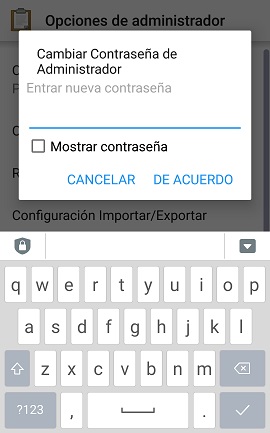 Opciones de administrador
Cambiar Contraseña de
Administrador
Entrar nueva contraseña
Mostrar contraseña
CANCELAR DE ACUERDO
Configuración Importar/Exportar
q w e r t y u i o p
a s d f g h j k l
z x c v b n m
?123 , .